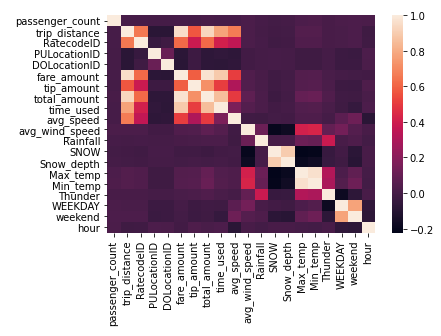 passenger_count
trip_distance
RatecodeID
PULocationID
DOLocationID
fare_amount
tip_amount
total_amount
time_used
avg_speed
avg_wind_speed
Rainfall
SNOW
Snow_depth
Max_temp
Min_temp
Thunder
WEEKDAY
weekend
hour
passenger_count
trip_distance
RatecodeID
PULocationID
DOLocationID
fare_amount
tip_amount
total_amount
time_used
avg_speed
avg_wind_speed
Rainfall
SNOW
Snow_depth
Max_temp
Min_temp
Thunder
WEEKDAY
weekend
hour
1.0
0.8
0.6
0.4
0.2
0.0
−0.2